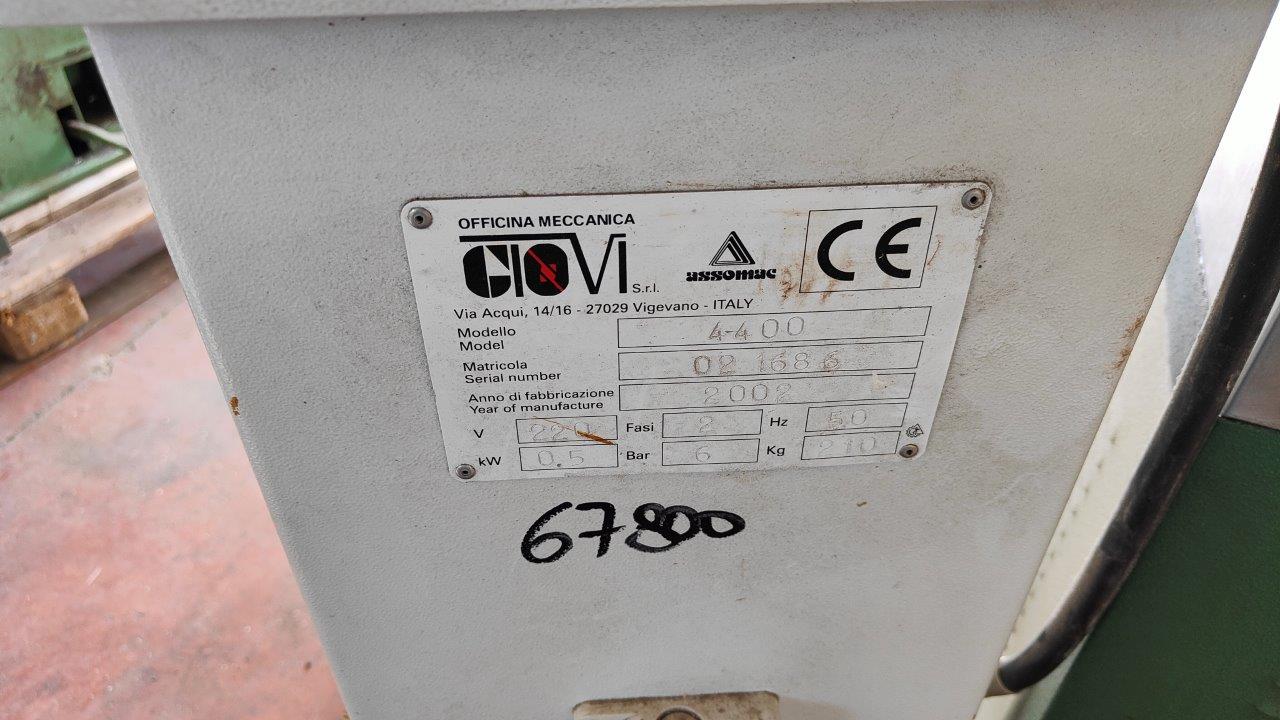 OFFICINA MECCANICA
GIOVI S.r.l.
assomac
CE
Via Acqui, 14/16 - 27029 Vigevano - ITALY
Modello
Model 4-400
Matricola
Serial number 02 1686
Anno di fabbricazione
Year of manufacture 2002
V 220 Fasi 2 Hz 50
kW 0.5 Bar 6 Kg 210
67800